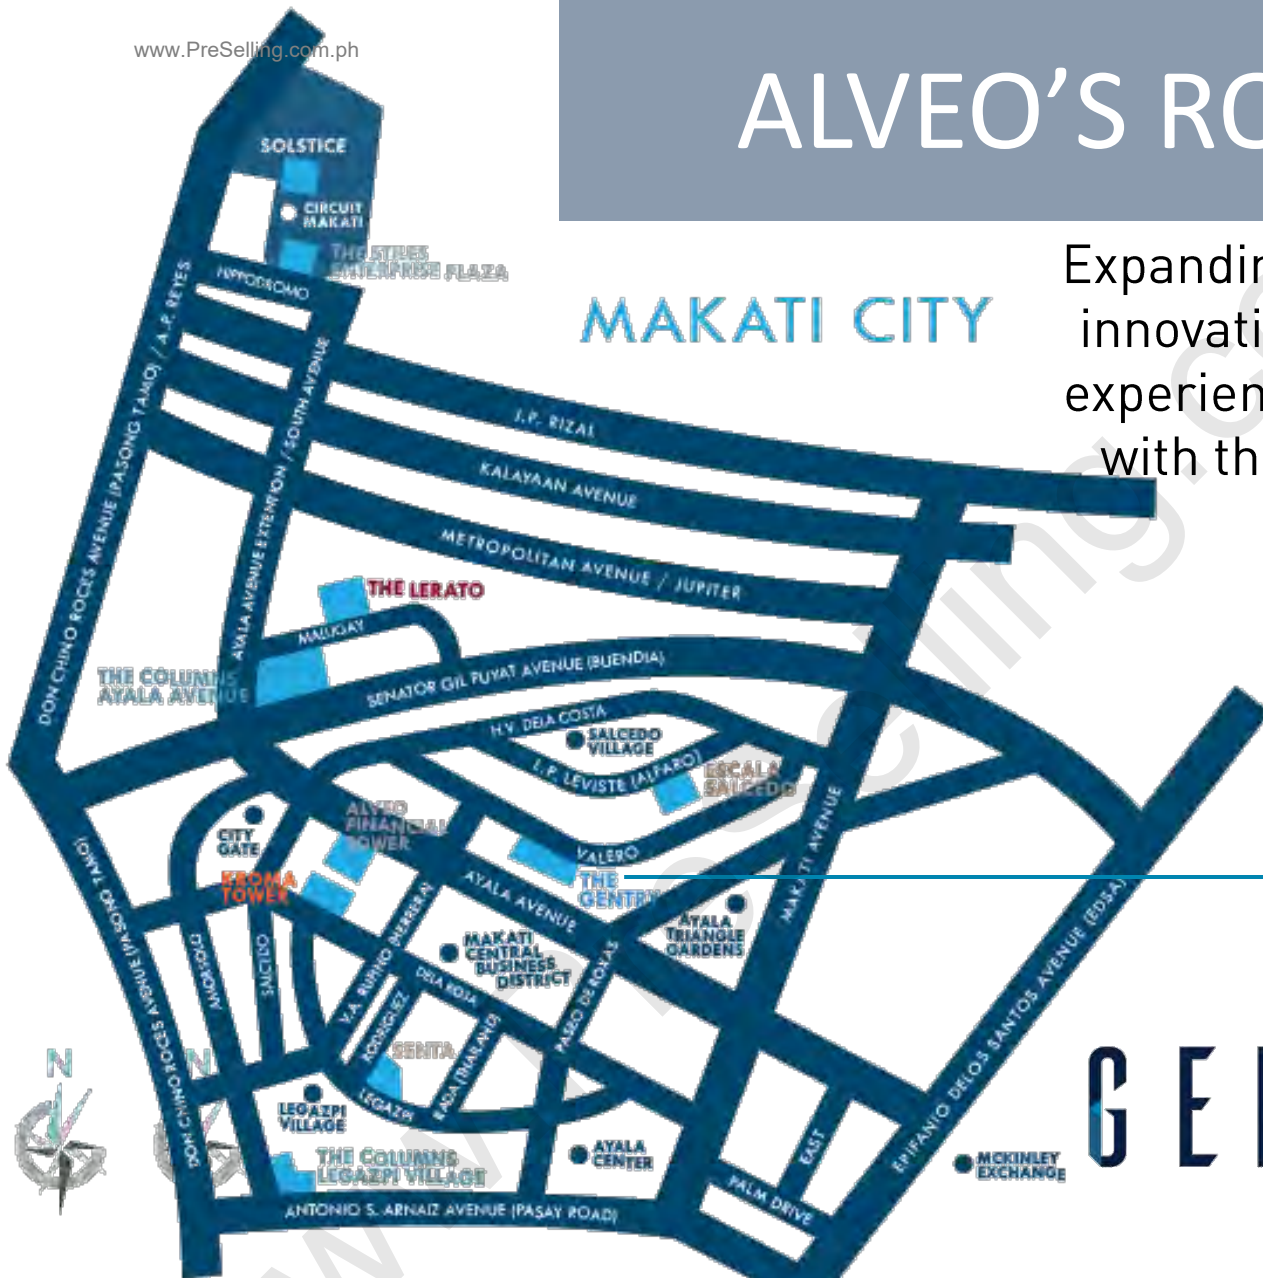 www.PreSelling.com.ph
ALVEO'S RO
Expandin
innovati
experien
with th
MAKATI CITY
SOLSTICE
CIRCUIT
MAKATI
THE STILES
ENTERPRISE PLAZA
HIPPODROMO
DON CHINO ROCES AVENUE (PASONG TAMO) / A.P. REYES
AYALA AVENUE EXTENTION / SOUTH AVENUE
J.P. RIZAL
KALAYAAN AVENUE
METROPOLITAN AVENUE / JUPITER
THE LERATO
MALUGAY
THE COLUMNS
AYALA AVENUE
SENATOR GIL PUYAT AVENUE (BUENDIA)
H.V. DELA COSTA
SALCEDO
VILLAGE
L.P. LEVISTE (ALFARO)
ESCALA
SALCEDO
CITY
GATE
ALVEO
FINANCIAL
TOWER
KROMA
TOWER
VALERO
THE
GENTRY
AYALA AVENUE
MAKATI AVENUE
AYALA
TRIANGLE
GARDENS
MAKATI
CENTRAL
BUSINESS
DISTRICT
V.A. RUFINO (HERRERA)
DELA ROSA
PASEO DE ROXAS
AMORSOLO
SALCEDO
RODRIGUEZ
SENTA
RADA (THAILAND)
LEGAZPI
LEGAZPI
VILLAGE
DON CHINO ROCES AVENUE (PASONG TAMO)
THE COLUMNS
LEGAZPI VILLAGE
AYALA
CENTER
EAST
PALM DRIVE
EPIFANIO DELOS SANTOS AVENUE (EDSA)
MCKINLEY
EXCHANGE
ANTONIO S. ARNAIZ AVENUE (PASAY ROAD)
N
N
GE